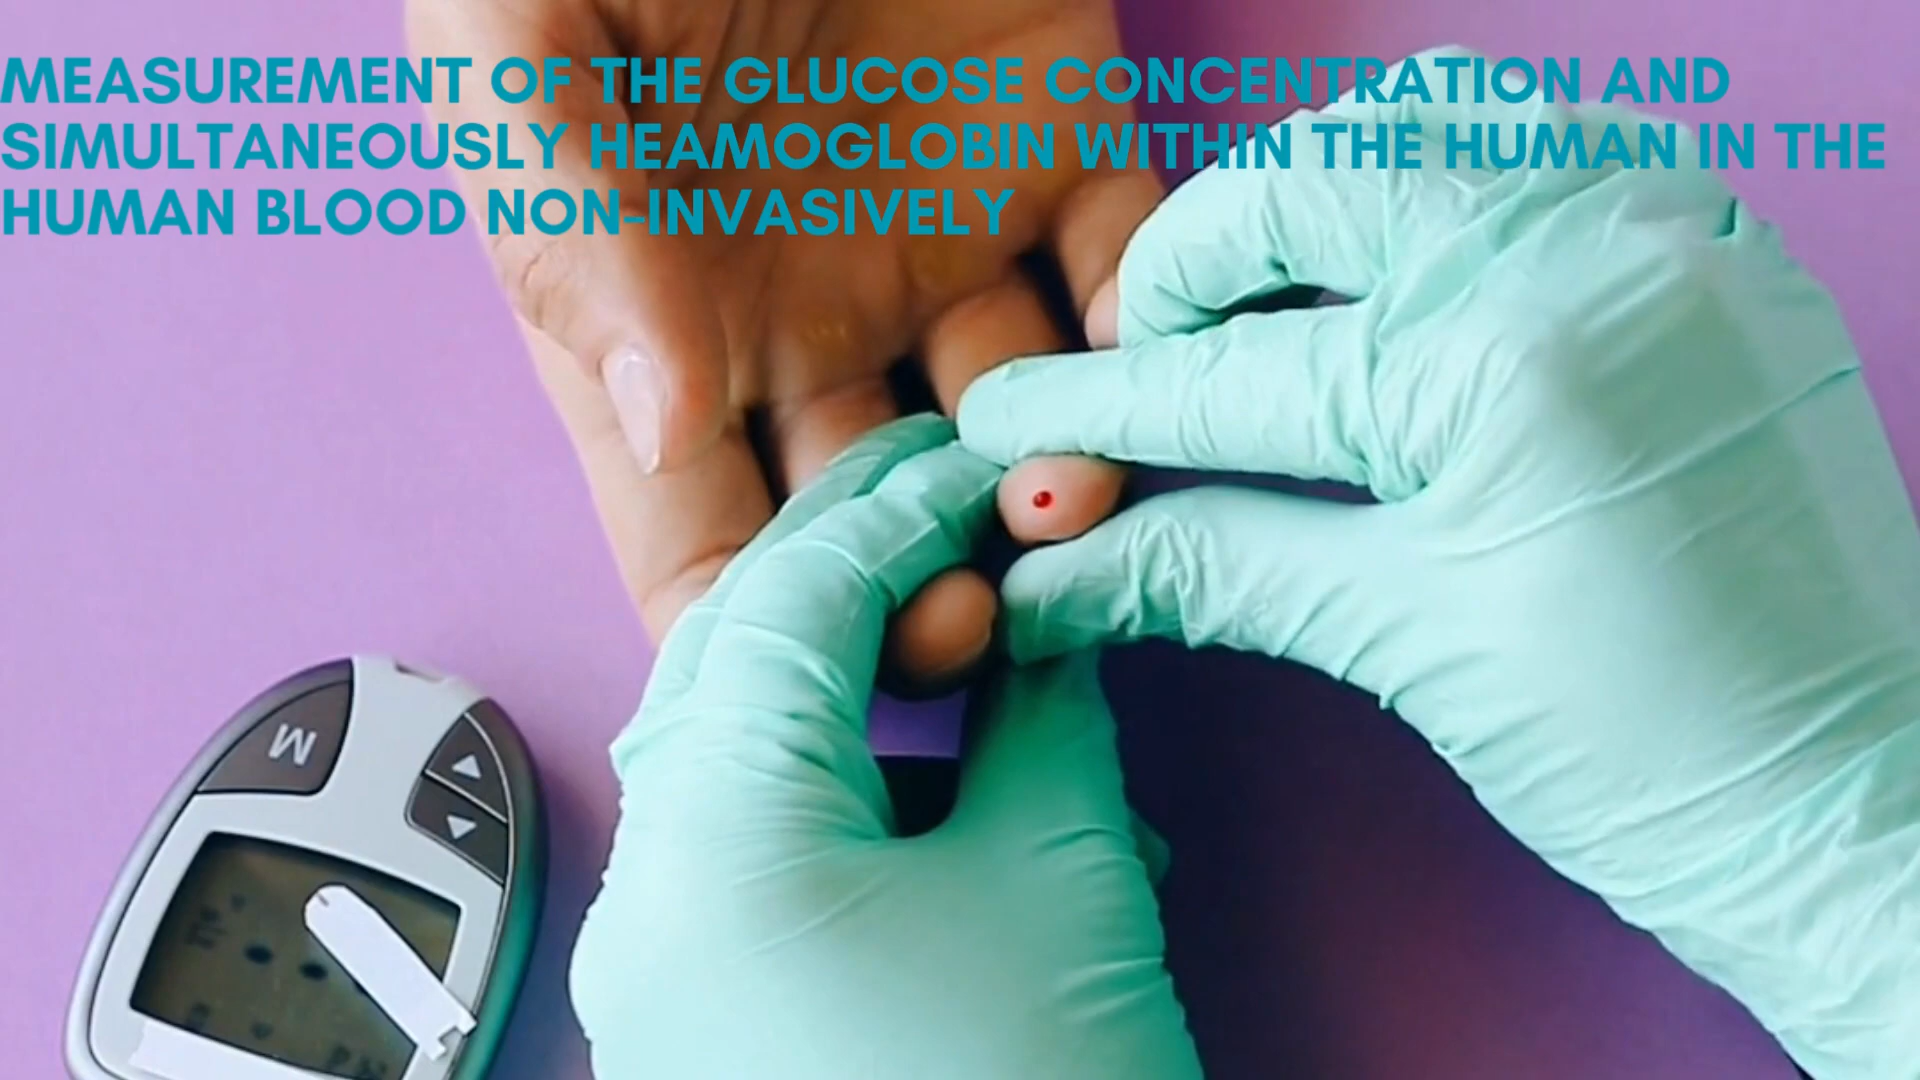 MEASUREMENT OF THE GLUCOSE CONCENTRATION AND
SIMULTANEOUSLY HEAMOGLOBIN WITHIN THE HUMAN IN THE
HUMAN BLOOD NON-INVASIVELY
M